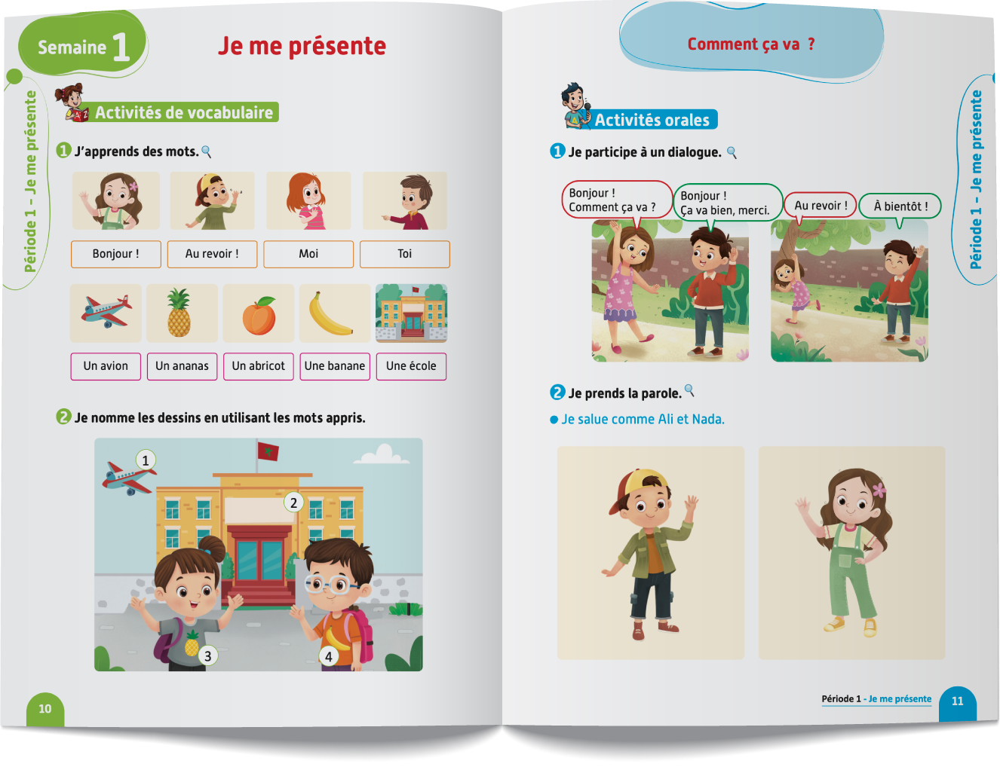 Semaine 1
Je me présente
Période 1 - Je me présente
A Z
Activités de vocabulaire
1 J'apprends des mots.
Bonjour !
Au revoir !
Moi
Toi
Un avion
Un ananas
Un abricot
Une banane
Une école
2 Je nomme les dessins en utilisant les mots appris.
1
2
3
4
10
Comment ça va ?
Période 1 - Je me présente
A
Activités orales
1 Je participe à un dialogue.
Bonjour !
Comment ça va ?
Bonjour !
Ça va bien, merci.
Au revoir !
À bientôt !
2 Je prends la parole.
● Je salue comme Ali et Nada.
Période 1 - Je me présente
11